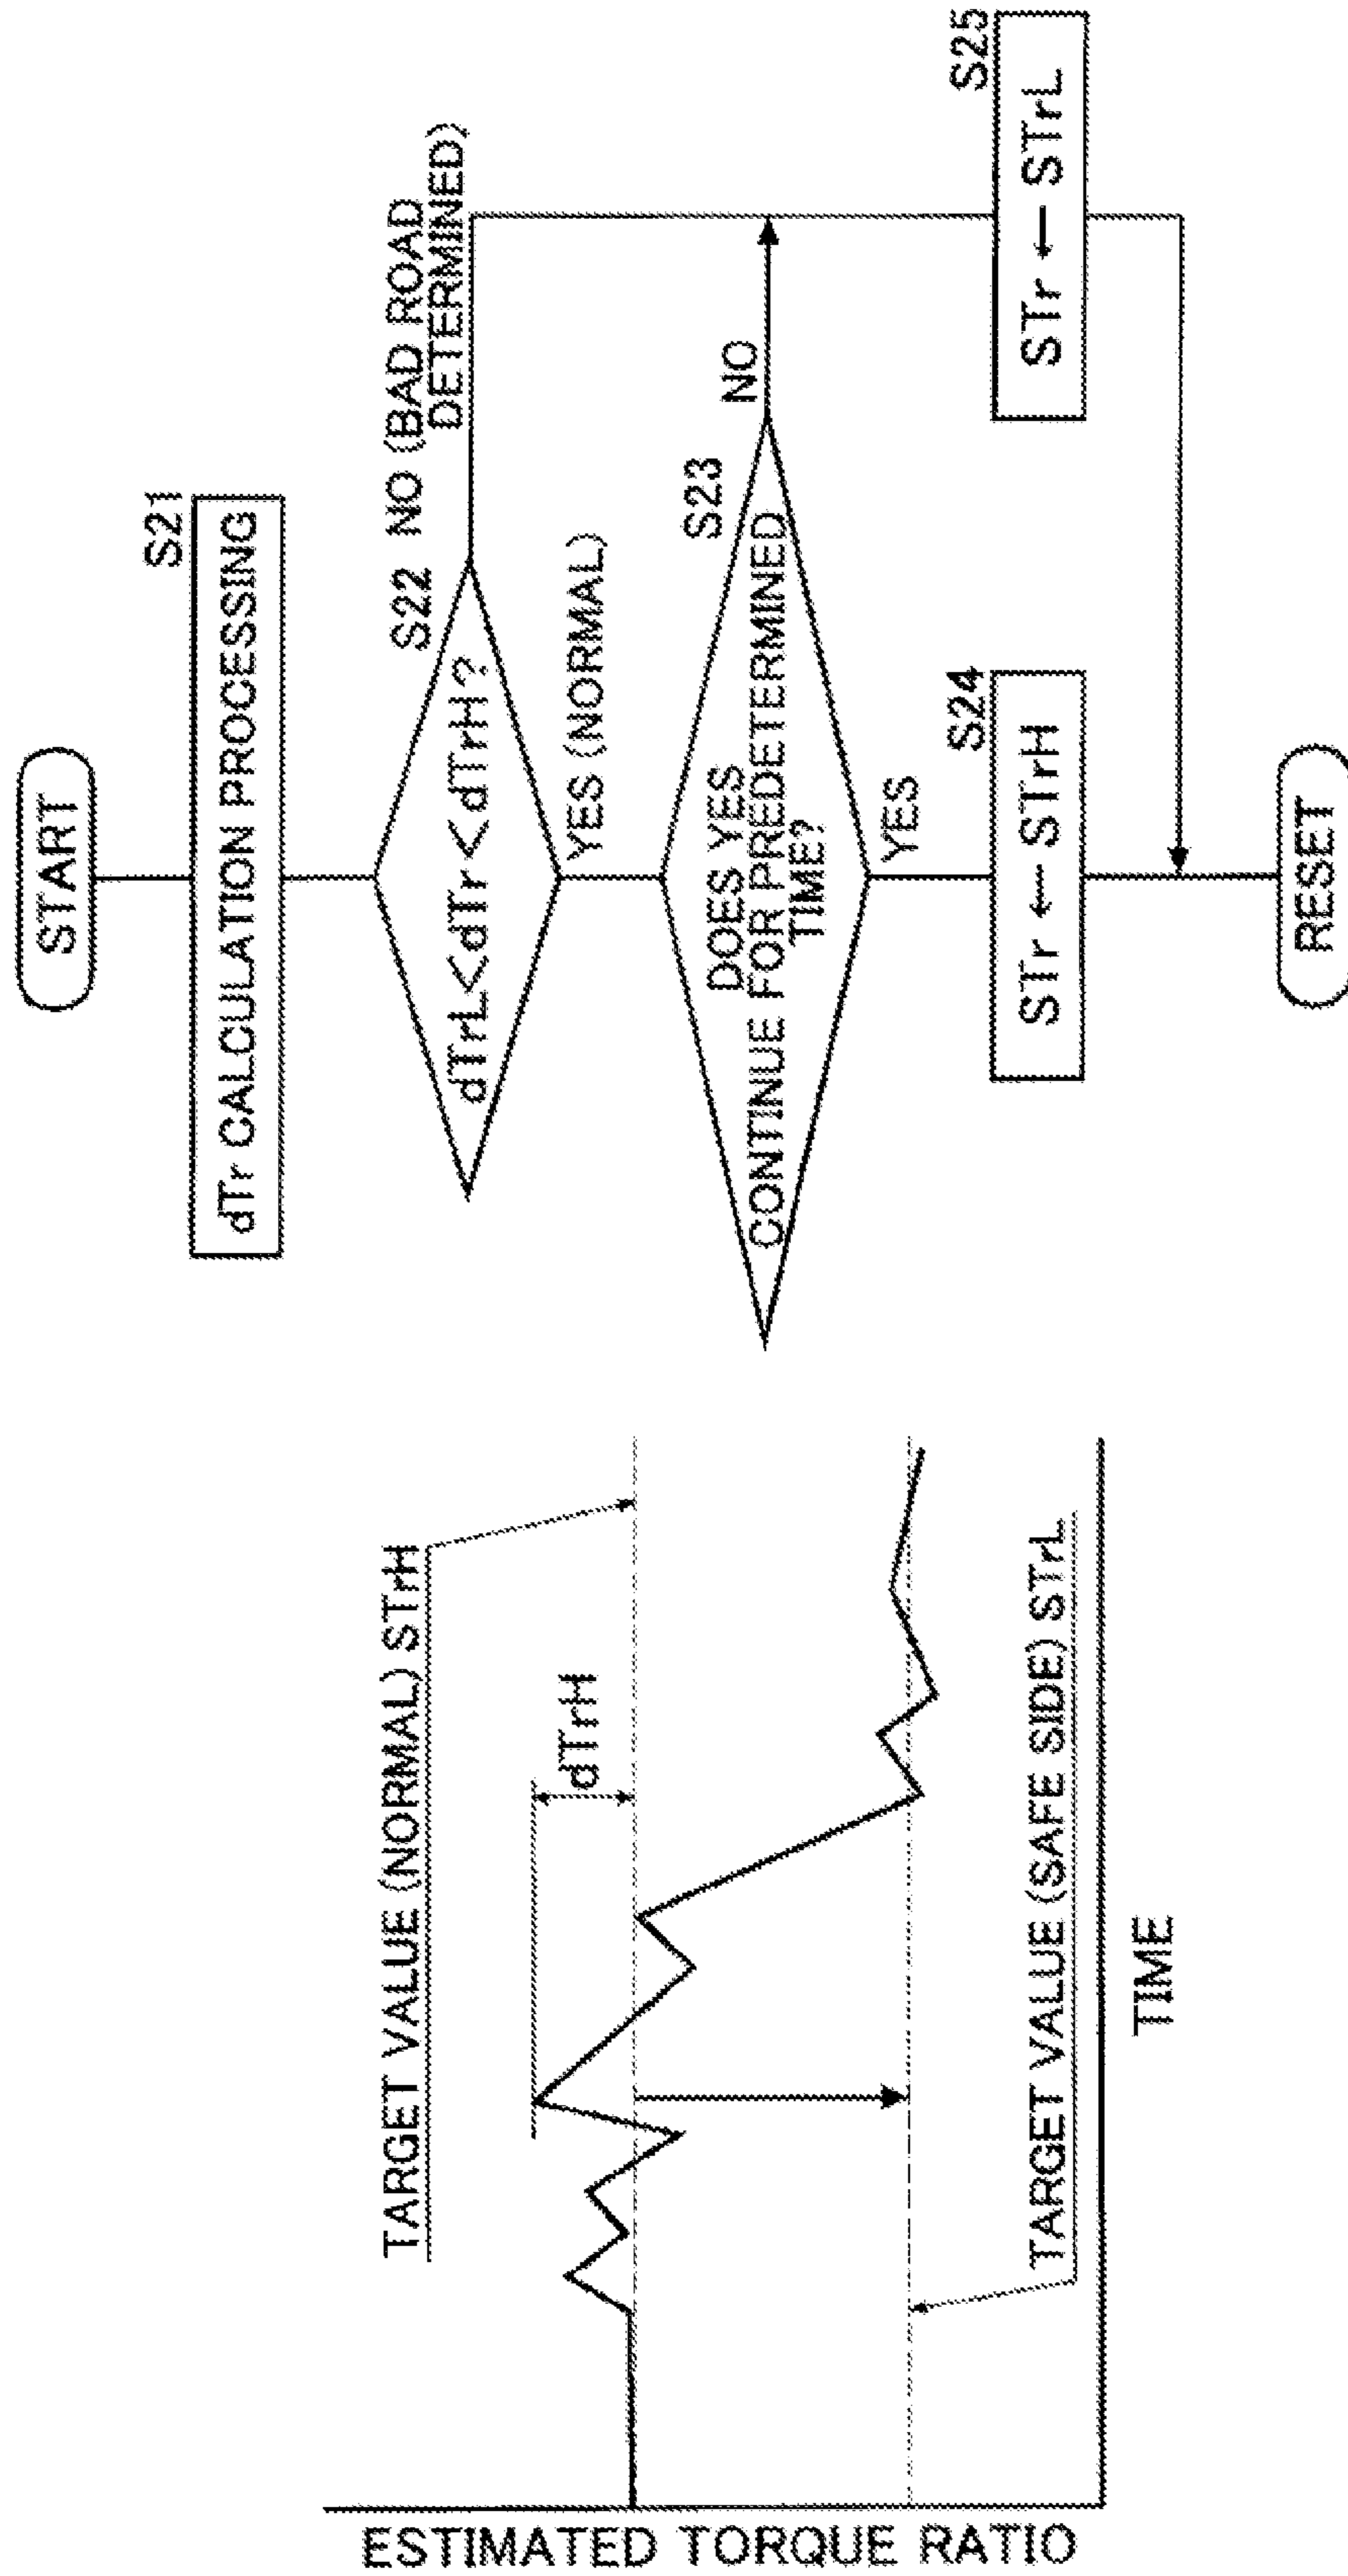 ESTIMATED TORQUE RATIO
TARGET VALUE (NORMAL) STrH
dTrH
TARGET VALUE (SAFE SIDE) STrL
TIME
START
S21
dTr CALCULATION PROCESSING
S22
NO (BAD ROAD
DETERMINED)
dTrL<dTr<dTrH?
YES (NORMAL)
S23
DOES YES
CONTINUE FOR PREDETERMINED
TIME?
NO
YES
S24
STr ← STrH
S25
STr ← STrL
RESET